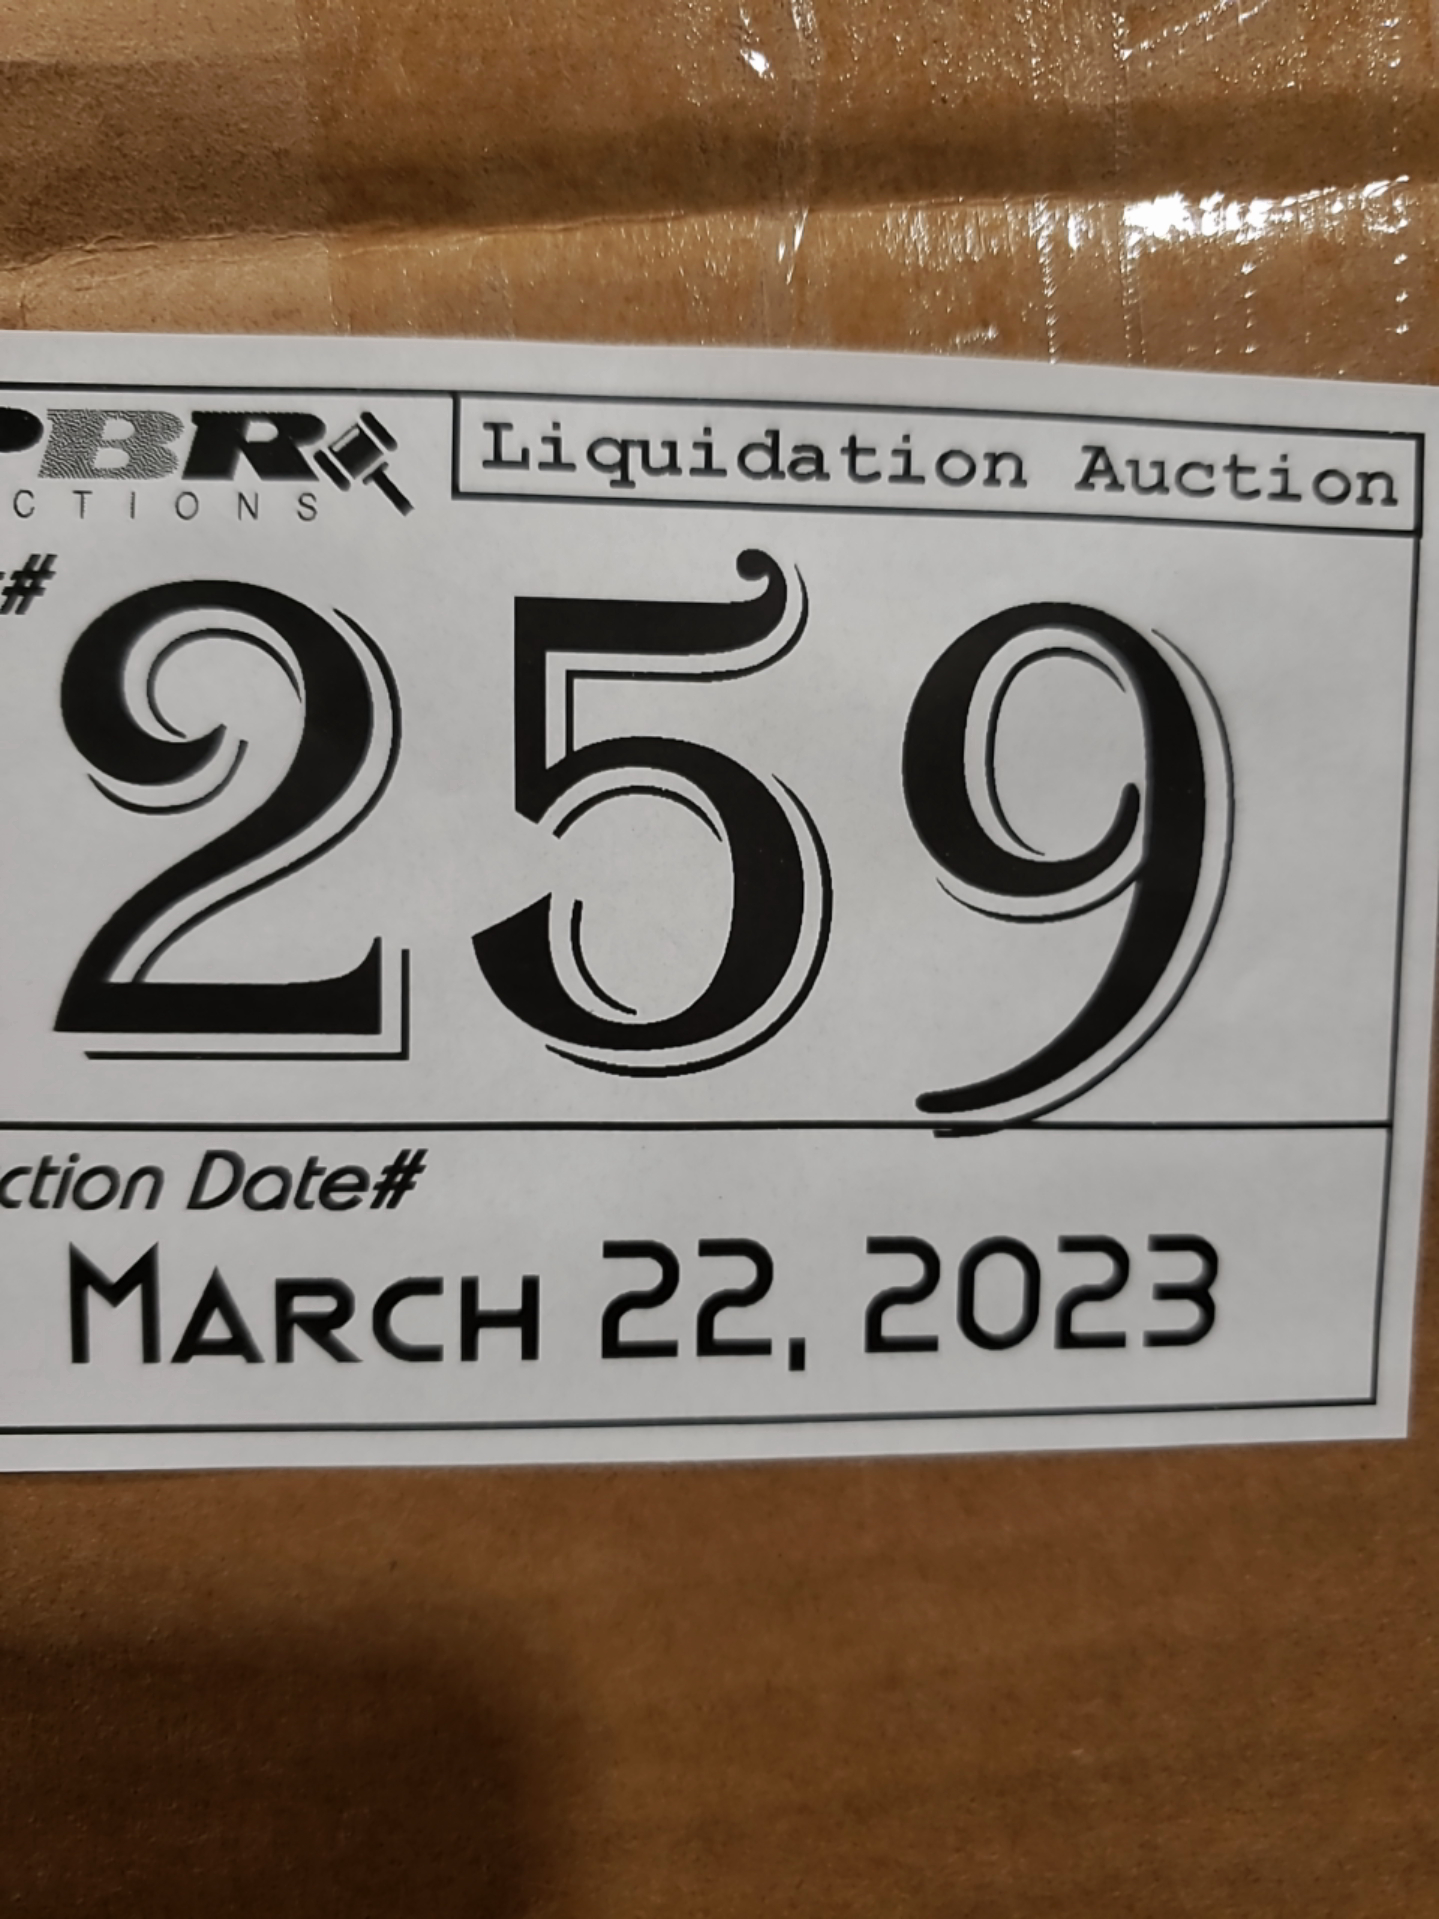 PBR
CTIONS
Liquidation Auction
#
259
ction Date#
MARCH 22, 2023